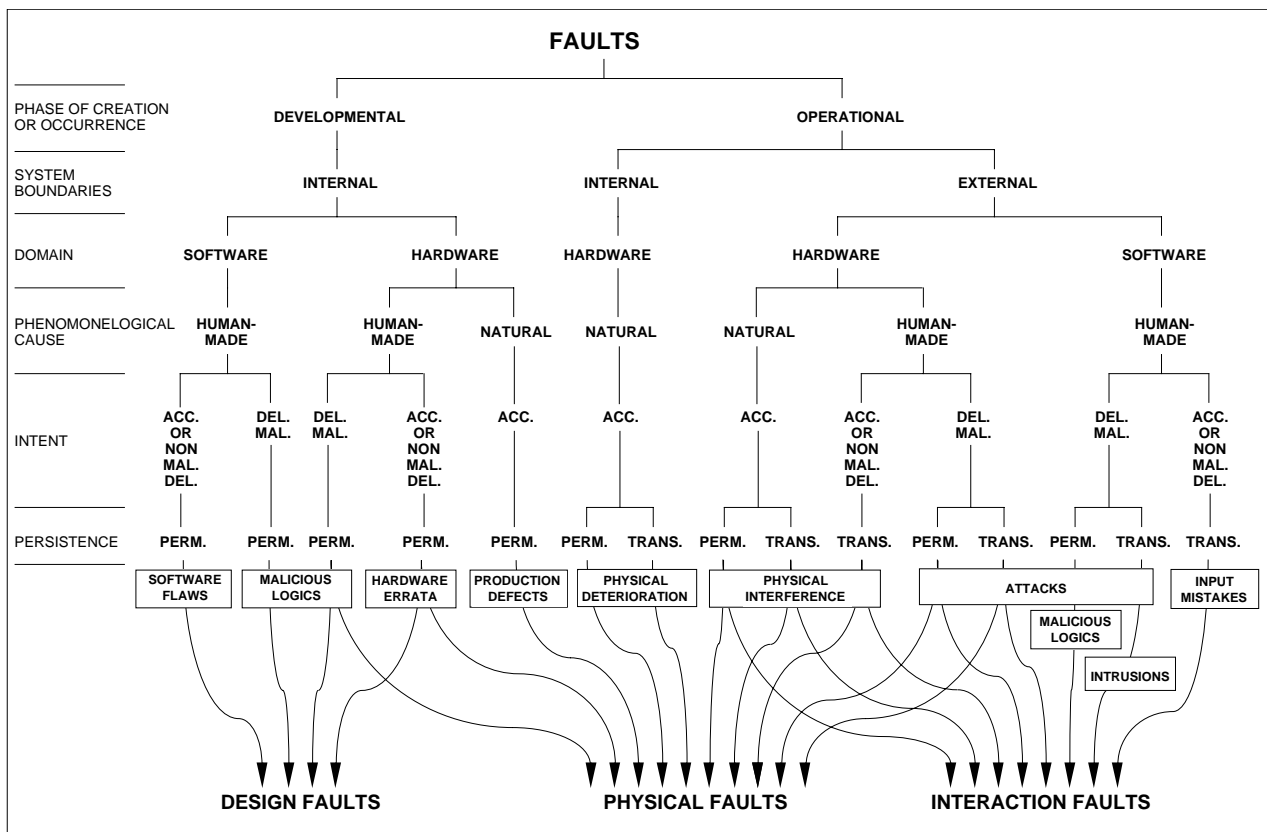 FAULTS
PHASE OF CREATION
OR OCCURRENCE
DEVELOPMENTAL
OPERATIONAL
SYSTEM
BOUNDARIES
INTERNAL
INTERNAL
EXTERNAL
DOMAIN
SOFTWARE
HARDWARE
HARDWARE
HARDWARE
SOFTWARE
PHENOMONELOGICAL
CAUSE
HUMAN-
MADE
HUMAN-
MADE
NATURAL
NATURAL
NATURAL
HUMAN-
MADE
HUMAN-
MADE
INTENT
ACC.
OR
NON
MAL.
DEL.
DEL.
MAL.
DEL.
MAL.
ACC.
OR
NON
MAL.
DEL.
ACC.
ACC.
ACC.
ACC.
OR
NON
MAL.
DEL.
DEL.
MAL.
DEL.
MAL.
ACC.
OR
NON
MAL.
DEL.
PERSISTENCE
PERM.
PERM.
PERM.
PERM.
PERM.
PERM.
TRANS.
PERM.
TRANS.
TRANS.
PERM.
TRANS.
PERM.
TRANS.
TRANS.
SOFTWARE
FLAWS
MALICIOUS
LOGICS
HARDWARE
ERRATA
PRODUCTION
DEFECTS
PHYSICAL
DETERIORATION
PHYSICAL
INTERFERENCE
ATTACKS
INPUT
MISTAKES
MALICIOUS
LOGICS
INTRUSIONS
DESIGN FAULTS
PHYSICAL FAULTS
INTERACTION FAULTS